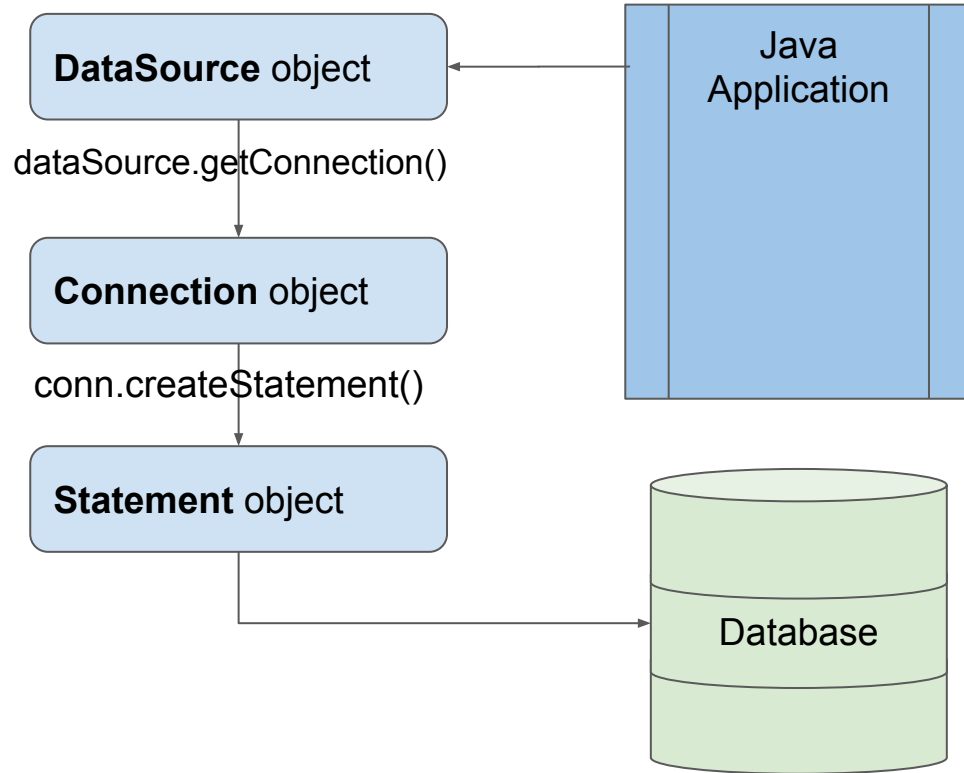 DataSource object
Java
Application
dataSource.getConnection()
Connection object
conn.createStatement()
Statement object
Database